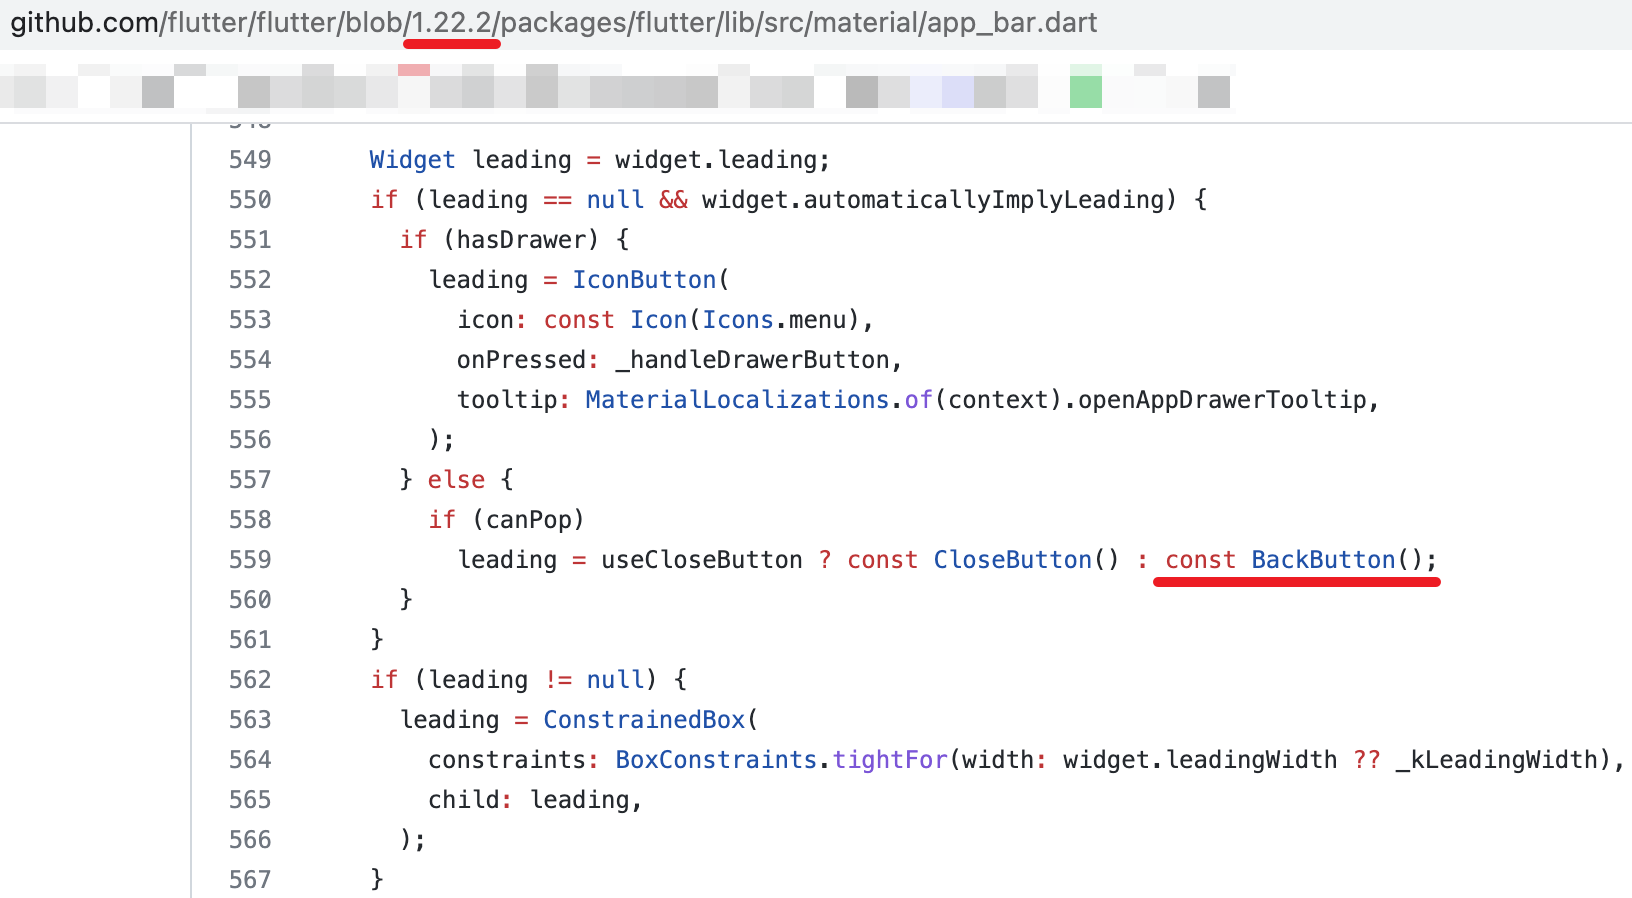 github.com/flutter/flutter/blob/1.22.2/packages/flutter/lib/src/material/app_bar.dart
549 Widget leading = widget.leading;
550 if (leading == null && widget.automaticallyImplyLeading) {
551 if (hasDrawer) {
552 leading = IconButton(
553 icon: const Icon(Icons.menu),
554 onPressed: _handleDrawerButton,
555 tooltip: MaterialLocalizations.of(context).openAppDrawerTooltip,
556 );
557 } else {
558 if (canPop)
559 leading = useCloseButton ? const CloseButton() : const BackButton();
560 }
561 }
562 if (leading != null) {
563 leading = ConstrainedBox(
564 constraints: BoxConstraints.tightFor(width: widget.leadingWidth ?? _kLeadingWidth),
565 child: leading,
566 );
567 }